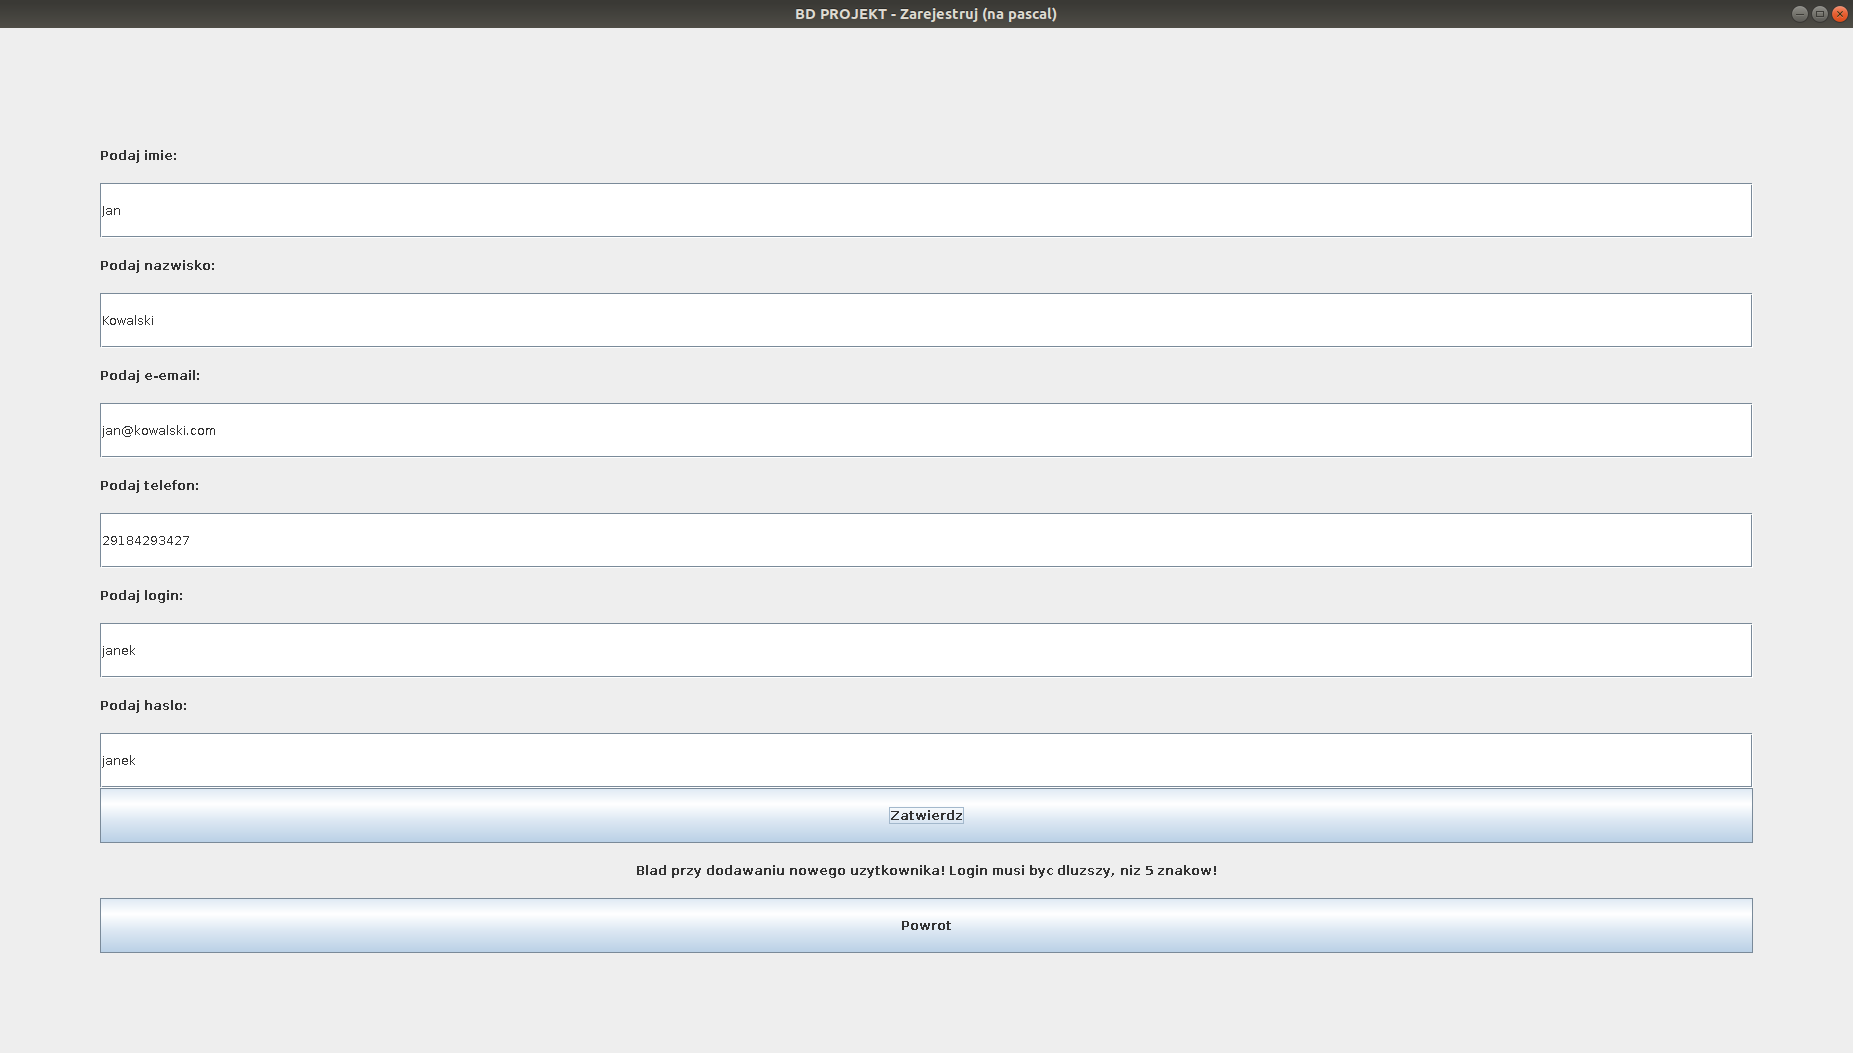 BD PROJEKT - Zarejestruj (na pascal)
Podaj imie:
Jan
Podaj nazwisko:
Kowalski
Podaj e-email:
jan@kowalski.com
Podaj telefon:
29184293427
Podaj login:
janek
Podaj haslo:
janek
Zatwierdz
Blad przy dodawaniu nowego uzytkownika! Login musi byc dluzszy, niz 5 znakow!
Powrot